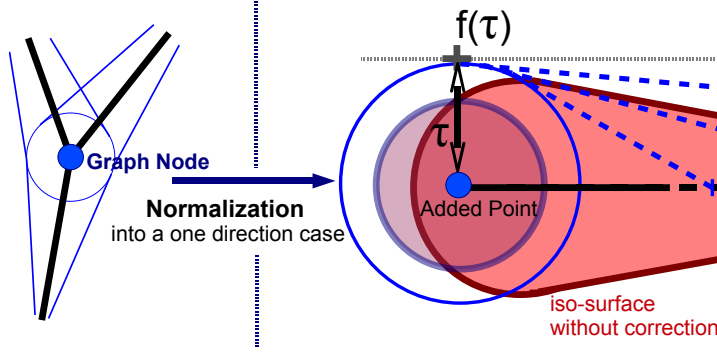 f(τ)
τ
Graph Node
Added Point
Normalization
into a one direction case
iso-surface
without correction